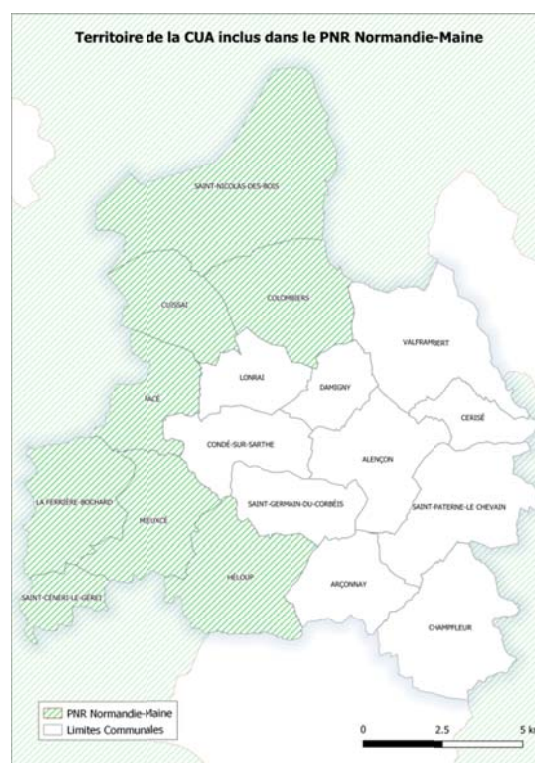 Territoire de la CUA inclus dans le PNR Normandie-Maine
SAINT-NICOLAS-DES-BOIS
COLOMBIERS
CUISSAI
VALFRAMBERT
LONRAI
DAMIGNY
PACÉ
CERISÉ
CONDÉ-SUR-SARTHE
ALENÇON
LA FERRIÈRE-BOCHARD
SAINT-GERMAIN-DU-CORBÉIS
SAINT-PATERNE-LE CHEVAIN
MIEUXCÉ
HÉLOUP
ARÇONNAY
SAINT-CÉNERI-LE-GÉREI
CHAMPFLEUR
PNR Normandie-Maine
Limites Communales
0 2.5 5 km